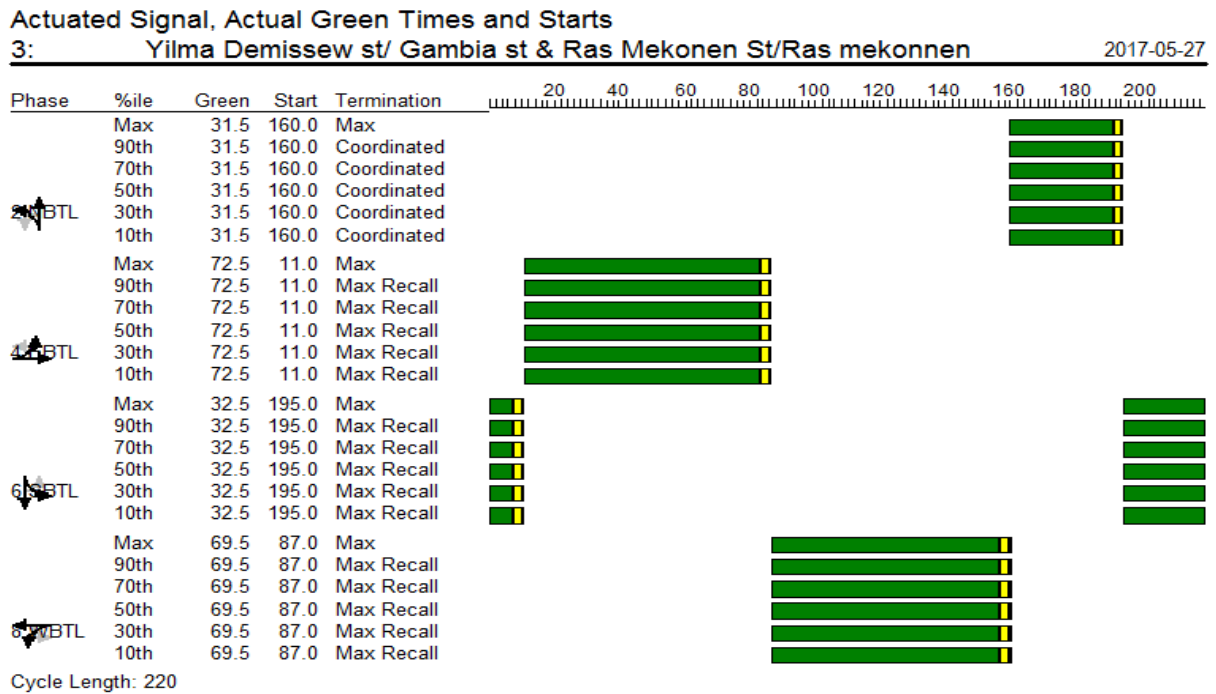 Actuated Signal, Actual Green Times and Starts
3: Yilma Demissew st/ Gambia st & Ras Mekonen St/Ras mekonnen 2017-05-27
Phase %ile Green Start Termination 20 40 60 80 100 120 140 160 180 200
Max 31.5 160.0 Max
90th 31.5 160.0 Coordinated
70th 31.5 160.0 Coordinated
50th 31.5 160.0 Coordinated
30th 31.5 160.0 Coordinated
10th 31.5 160.0 Coordinated
Max 72.5 11.0 Max
90th 72.5 11.0 Max Recall
70th 72.5 11.0 Max Recall
50th 72.5 11.0 Max Recall
30th 72.5 11.0 Max Recall
10th 72.5 11.0 Max Recall
Max 32.5 195.0 Max
90th 32.5 195.0 Max Recall
70th 32.5 195.0 Max Recall
50th 32.5 195.0 Max Recall
30th 32.5 195.0 Max Recall
10th 32.5 195.0 Max Recall
Max 69.5 87.0 Max
90th 69.5 87.0 Max Recall
70th 69.5 87.0 Max Recall
50th 69.5 87.0 Max Recall
30th 69.5 87.0 Max Recall
10th 69.5 87.0 Max Recall
Cycle Length: 220